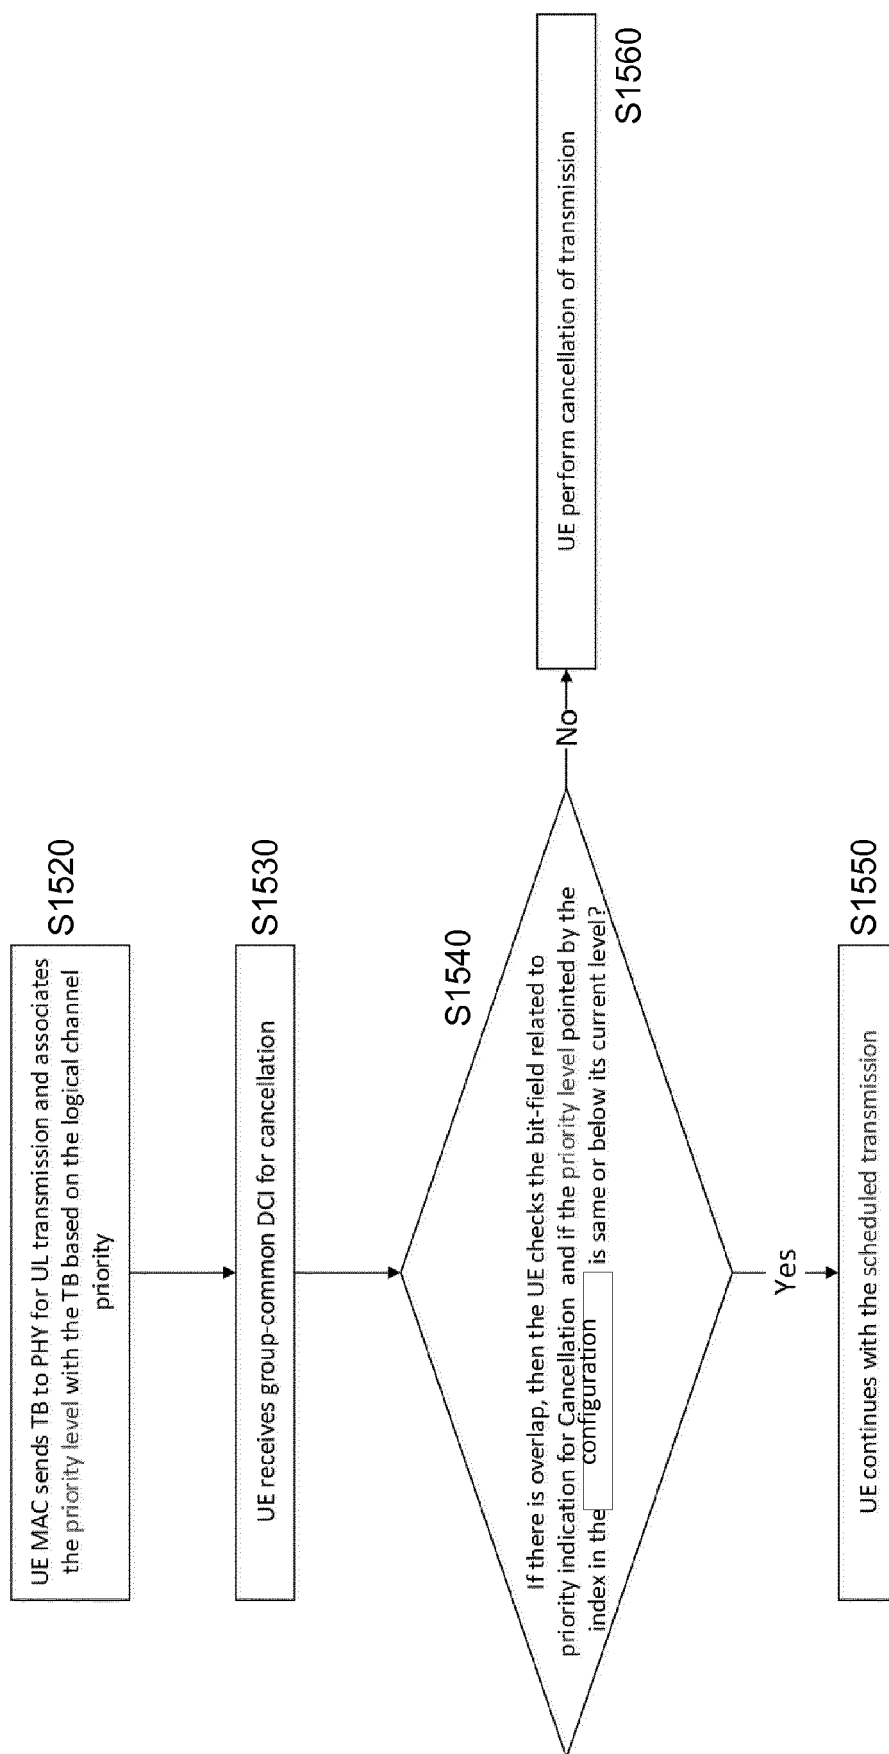 UE MAC sends TB to PHY for UL transmission and associates
the priority level with the TB based on the logical channel
priority
S1520
UE receives group-common DCI for cancellation
S1530
If there is overlap, then the UE checks the bit-field related to
priority indication for Cancellation and if the priority level pointed by the
index in the configuration is same or below its current level?
S1540
No
UE perform cancellation of transmission
S1560
Yes
UE continues with the scheduled transmission
S1550